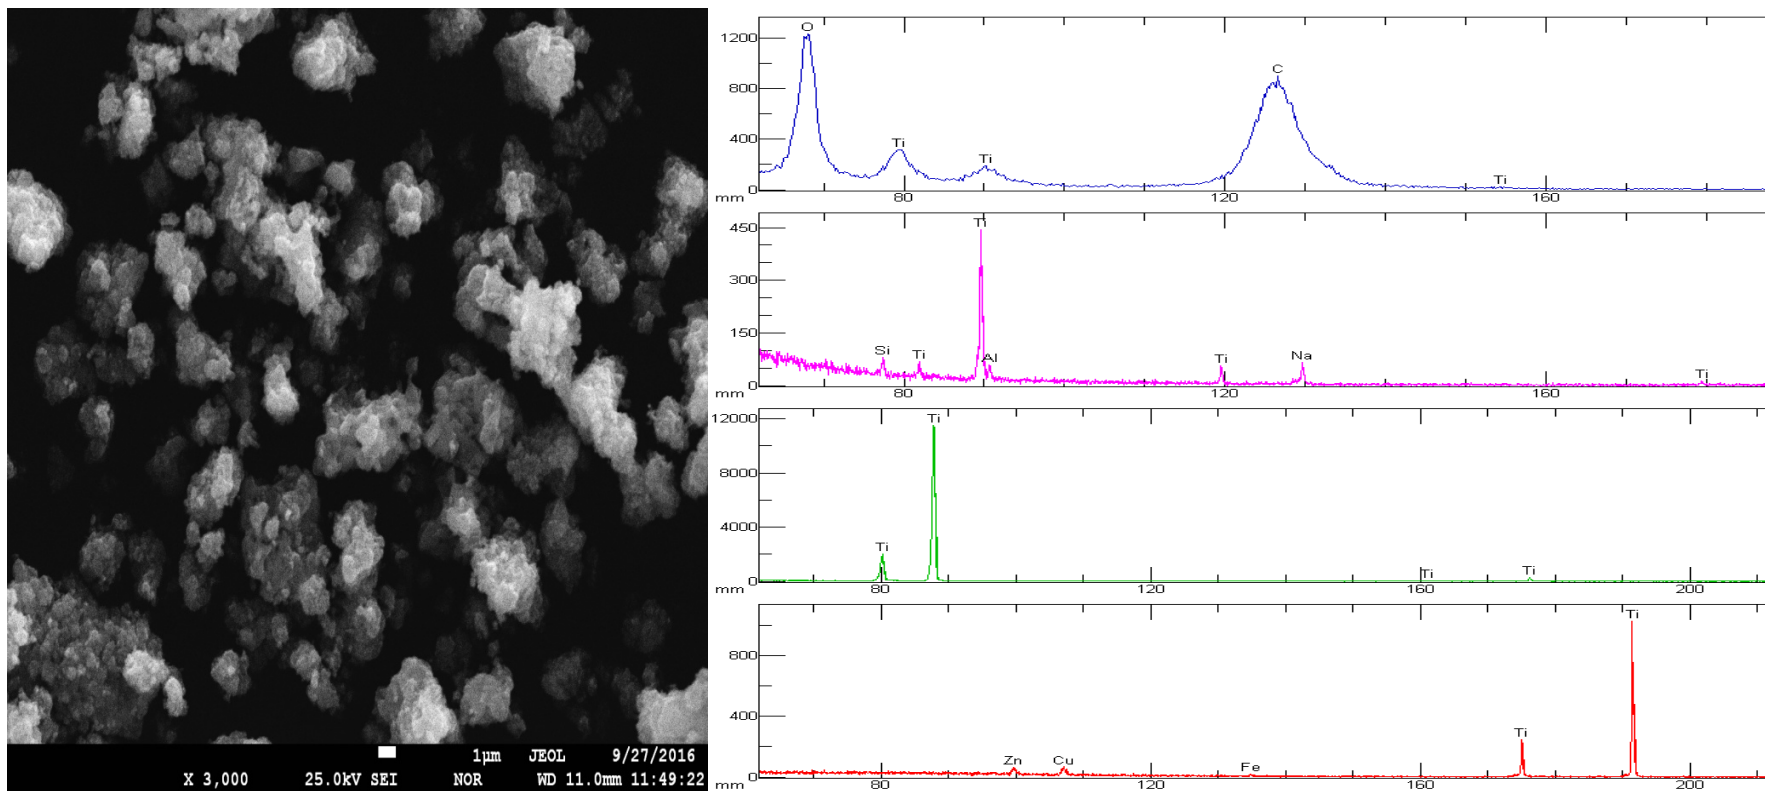 1µm JEOL 9/27/2016
X 3,000 25.0kV SEI NOR WD 11.0mm 11:49:22
O
1200
C
800
400
Ti
Ti
Ti
0
mm 80 120 160
Ti
450
300
150
Si Ti Al Ti Na
Ti
0
mm 80 120 160
12000
Ti
8000
4000
Ti
Ti Ti
0
mm 80 120 160 200
Ti
800
400
Ti
Zn Cu Fe
0
mm 80 120 160 200